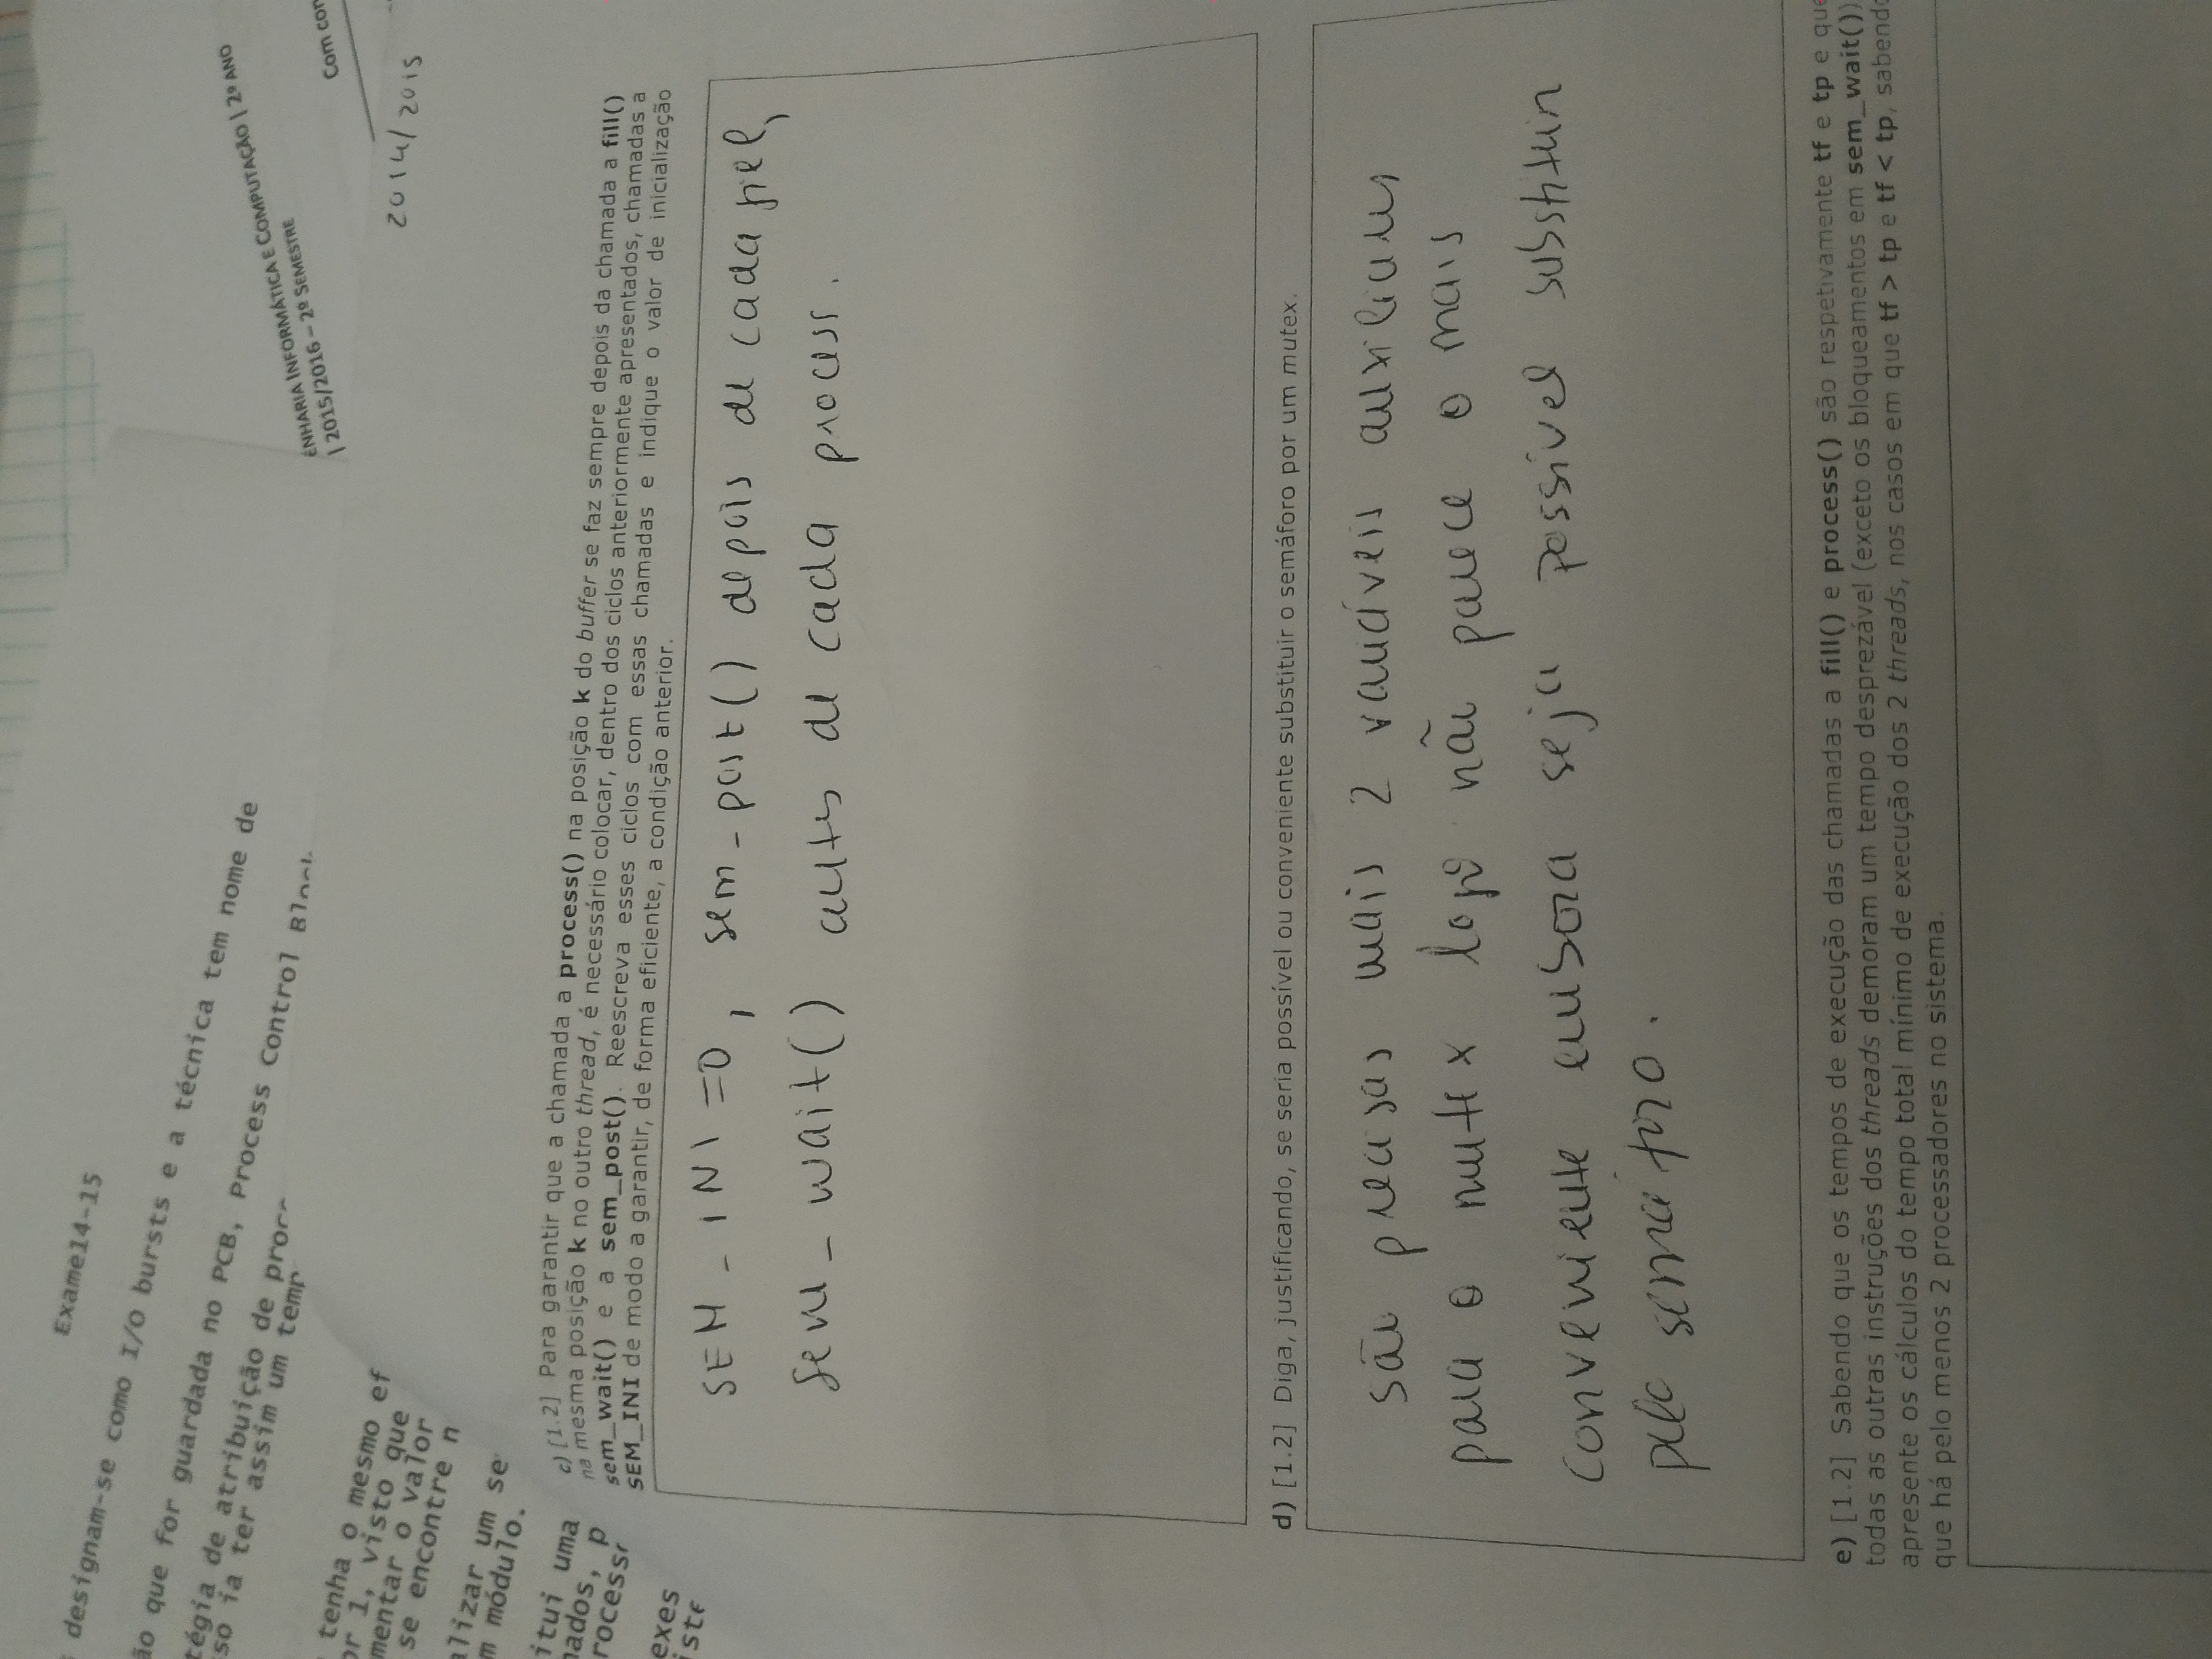 Exame14-15
designam-se como I/O bursts e a técnica tem nome de
ão que for guardada no PCB, Process Control Block
tégia de atribuição de proc
so ia ter assim um temp
tenha o mesmo ef
or 1, visto que
mentar o valor
se encontre n
alizar um se
m módulo.
itui uma
nados, p
rocess
exes
iste
ENHARIA INFORMÁTICA E COMPUTAÇÃO | 2º ANO
| 2015/2016 – 2º SEMESTRE
Com con
2014/2015
c) [1.2] Para garantir que a chamada a process() na posição k do buffer se faz sempre depois da chamada a fill()
na mesma posição k no outro thread, é necessário colocar, dentro dos ciclos anteriormente apresentados, chamadas a
sem_wait() e a sem_post(). Reescreva esses ciclos com essas chamadas e indique o valor de inicialização
SEM_INI de modo a garantir, de forma eficiente, a condição anterior.
SEM_INI =0, sem_post() depois de cada fill,
sem_wait() antes de cada process.
d) [1.2] Diga, justificando, se seria possível ou conveniente substituir o semáforo por um mutex.
são precisas mais 2 variáveis auxiliares
para o mutex logo não parece o mais
conveniente embora seja possível substituir
pelo semáforo.
e) [1.2] Sabendo que os tempos de execução das chamadas a fill() e process() são respetivamente tf e tp e que
todas as outras instruções dos threads demoram um tempo desprezável (exceto os bloqueamentos em sem_wait())
apresente os cálculos do tempo total mínimo de execução dos 2 threads, nos casos em que tf > tp e tf < tp, sabendo
que há pelo menos 2 processadores no sistema.